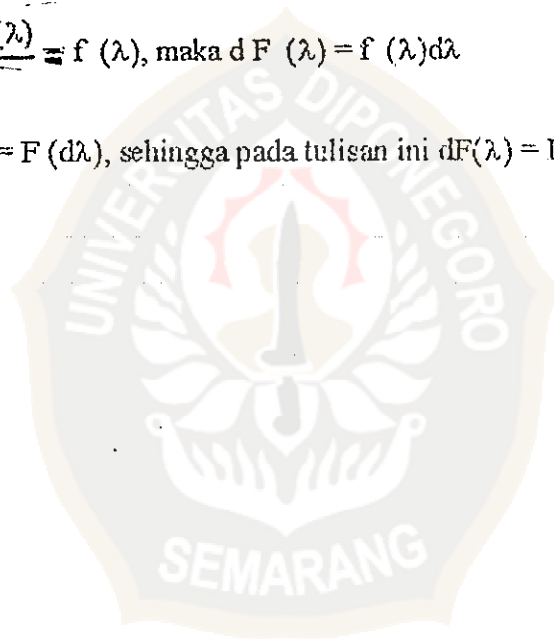 λ) = f (λ), maka d F (λ) = f (λ)dλ
= F (dλ), sehingga pada tulisan ini dF(λ) =
UNIVERSITAS DIPONEGORO
SEMARANG